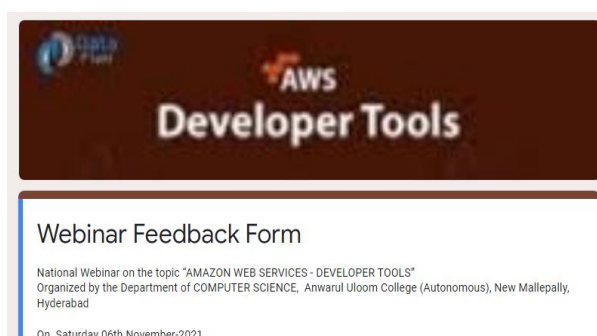 Data
AWS
Developer Tools
Webinar Feedback Form
National Webinar on the topic “AMAZON WEB SERVICES - DEVELOPER TOOLS”
Organized by the Department of COMPUTER SCIENCE, Anwarul Uloom College (Autonomous), New Mallepally,
Hyderabad
On Saturday 06th November-2021